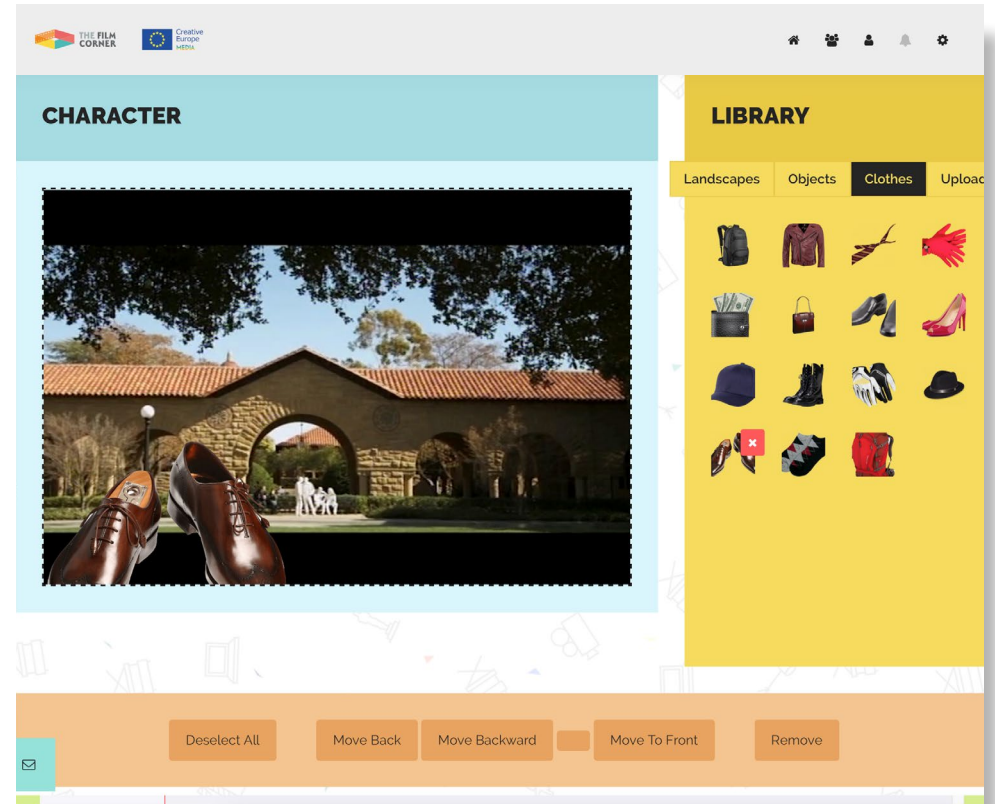 THE FILM
CORNER
Creative
Europe
MEDIA
CHARACTER
LIBRARY
Landscapes
Objects
Clothes
Upload
Deselect All
Move Back
Move Backward
Move To Front
Remove